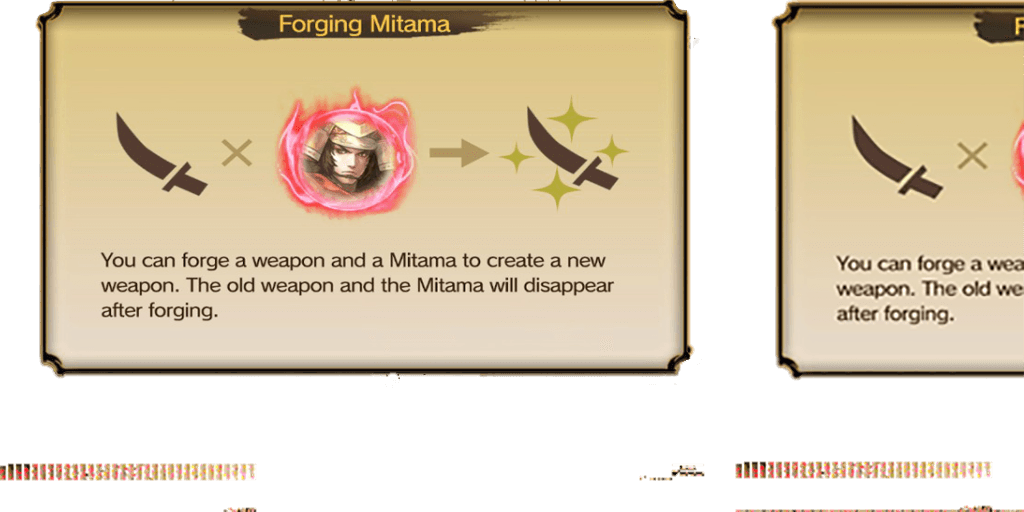 Forging Mitama
You can forge a weapon and a Mitama to create a new
weapon. The old weapon and the Mitama will disappear
after forging.
F
You can forge a wea
weapon. The old we
after forging.